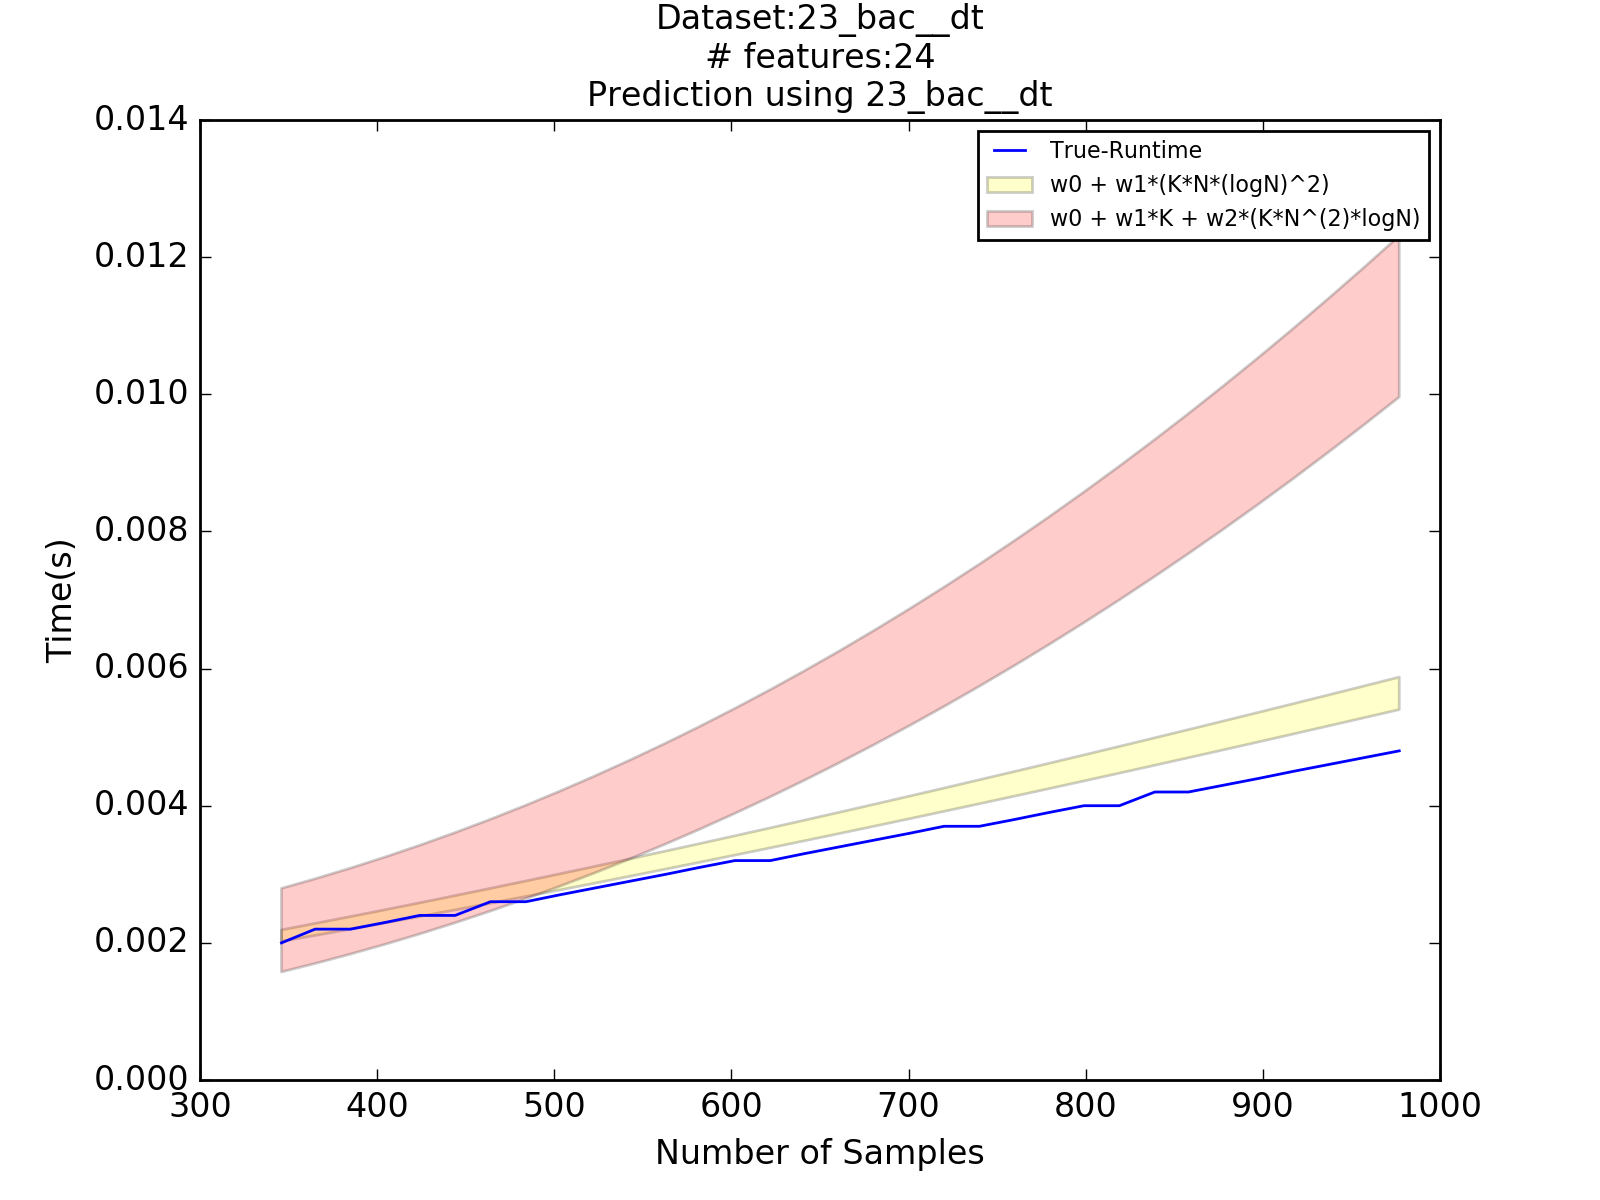 Dataset:23_bac__dt
# features:24
Prediction using 23_bac__dt
0.014
0.012
0.010
0.008
0.006
0.004
0.002
0.000
Time(s)
True-Runtime
w0 + w1*(K*N*(logN)^2)
w0 + w1*K + w2*(K*N^(2)*logN)
300 400 500 600 700 800 900 1000
Number of Samples